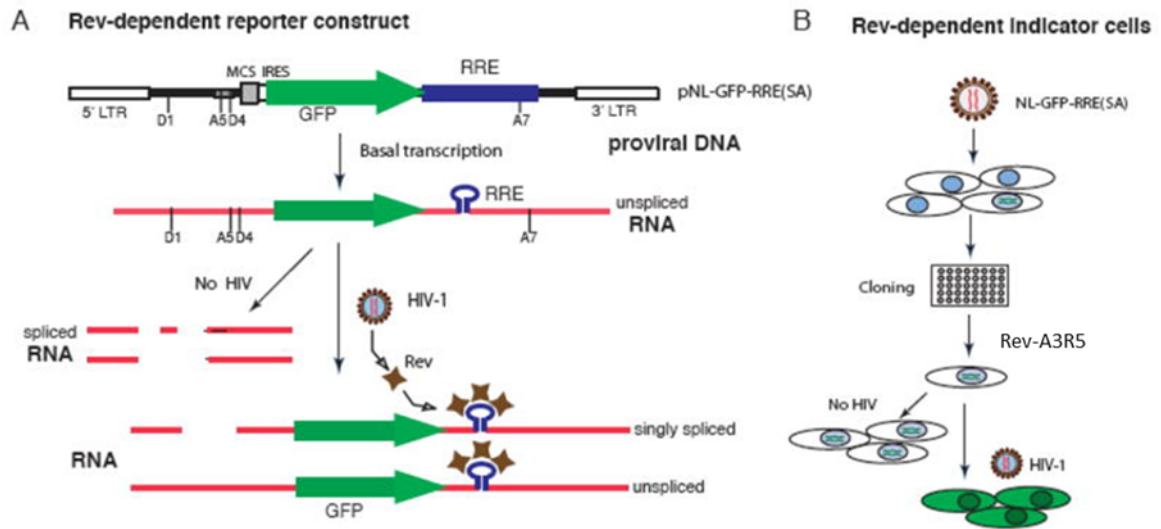 A
Rev-dependent reporter construct
MCS IRES
RRE
5' LTR
D1
A5 D4
GFP
A7
3' LTR
pNL-GFP-RRE(SA)
proviral DNA
Basal transcription
RRE
unspliced
RNA
D1
A5 D4
A7
No HIV
HIV-1
spliced
RNA
Rev
singly spliced
RNA
unspliced
GFP
B
Rev-dependent indicator cells
NL-GFP-RRE(SA)
Cloning
Rev-A3R5
No HIV
HIV-1